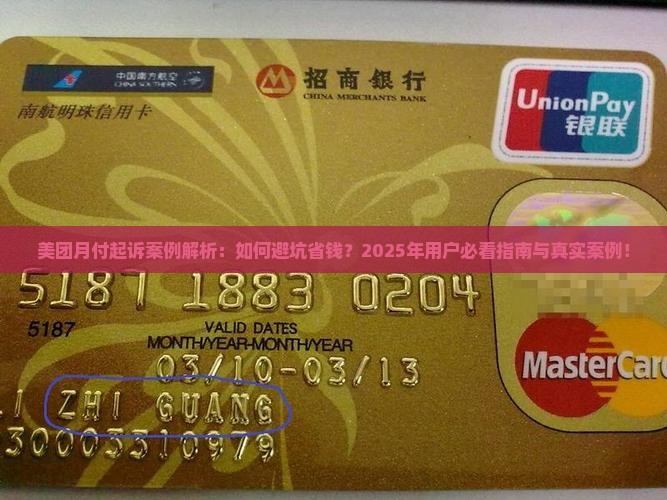 中国南方航空
CHINA SOUTHERN
招商銀行
CHINA MERCHANTS BANK
UnionPay
银联
南航明珠信用卡
美团月付起诉案例解析：如何避坑省钱？2025年用户必看指南与真实案例！
5187 1883 0204
5187
VALID DATES
MONTH/YEAR-MONTH/YEAR
03/10-03/13
MasterCard
LI ZHI GUANG
30003310979